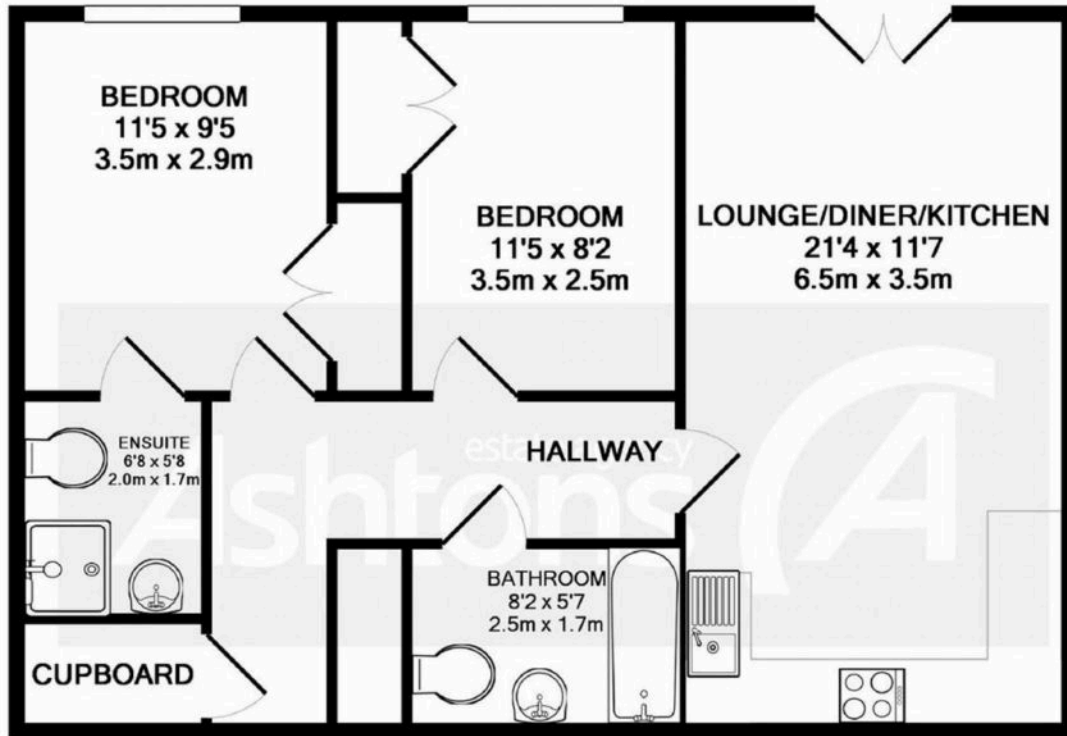 BEDROOM
11'5 x 9'5
3.5m x 2.9m
BEDROOM
11'5 x 8'2
3.5m x 2.5m
LOUNGE/DINER/KITCHEN
21'4 x 11'7
6.5m x 3.5m
ENSUITE
6'8 x 5'8
2.0m x 1.7m
HALLWAY
estate agency
Ashtons
A
BATHROOM
8'2 x 5'7
2.5m x 1.7m
CUPBOARD